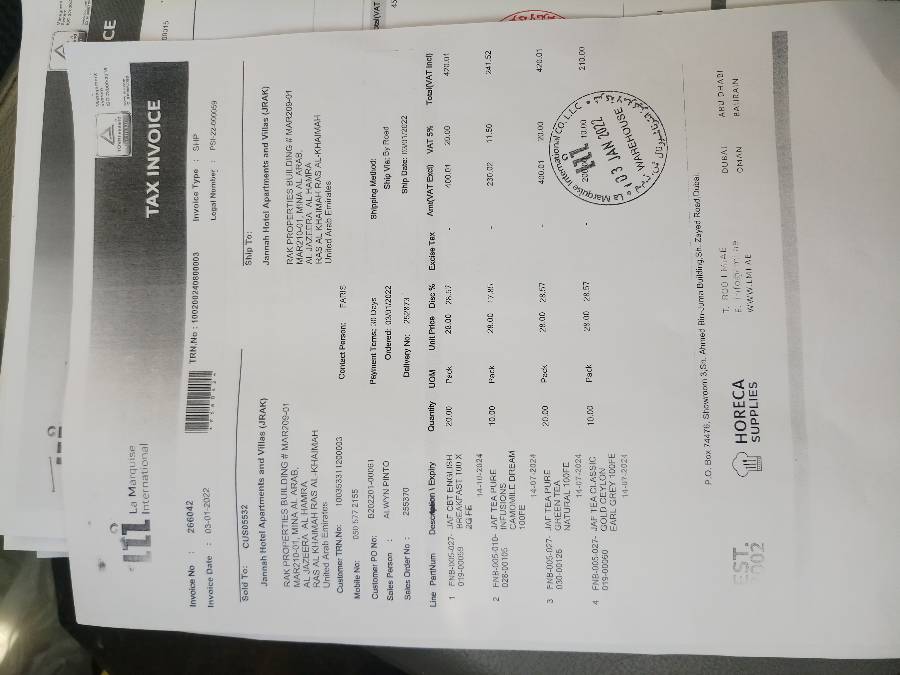 La Marquise
International
TAX INVOICE
Invoice No : 266042
TRN.No : 100200240800003
Invoice Type : SHP
Invoice Date : 03-01-2022
Legal Number : PSI-22-000059
Sold To: CUS05532
Ship To:
Jannah Hotel Apartments and Villas (JRAK)
Jannah Hotel Apartments and Villas (JRAK)
RAK PROPERTIES BUILDING # MAR209-01
MAR210-01, MINA AL ARAB,
AL JAZEERA AL HAMRA
RAS AL KHAIMAH RAS AL-KHAIMAH
United Arab Emirates
RAK PROPERTIES BUILDING # MAR209-01
MAR210-01, MINA AL ARAB,
AL JAZEERA AL HAMRA
RAS AL KHAIMAH RAS AL-KHAIMAH
United Arab Emirates
Customer TRN.No: 100353311200003
Contact Person: FARIS
Mobile No: 050 577 2155
Customer PO No: B202201-00061
Payment Terms: 30 Days
Shipping Method:
Sales Person : ALWYN PINTO
Ordered: 03/01/2022
Ship Via: By Road
Sales Order No : 255370
Delivery No: 252873
Ship Date: 03/01/2022
Line PartNum Description \ Expiry Quantity UOM Unit Price Disc % Excise Tax Amt(VAT Excl) VAT 5% Total(VAT Incl)
1 FNB-005-027- JAF CBT ENGLISH 20.00 Pack 28.00 28.57 - 400.01 20.00 420.01
019-00059 BREAKFAST 100 X
2G FE 14-10-2024
2 FNB-005-010- JAF TEA PURE 10.00 Pack 28.00 17.85 - 230.02 11.50 241.52
028-00105 INFUSIONS
CAMOMILE DREAM
100FE 14-07-2024
3 FNB-005-027- JAF TEA PURE 20.00 Pack 28.00 28.57 - 400.01 20.00 420.01
030-00125 GREEN TEA
NATURAL 100FE 14-07-2024
4 FNB-005-027- JAF TEA CLASSIC 10.00 Pack 28.00 28.57 - 10.00 210.00
019-00060 GOLD CEYLON
EARL GREY 100FE
14-07-2024
La Marquise International CO. L.L.C
03 JAN 2022
WAREHOUSE
P.O. Box 74476, Showroom 3,Sh. Ahmed Bin Juma Building,Sh. Zayed Road,Dubai.
EST.
2002
HORECA
SUPPLIES
T. 800 LMUAE
WWW.LMI.AE
DUBAI ABU DHABI
OMAN BAHRAIN